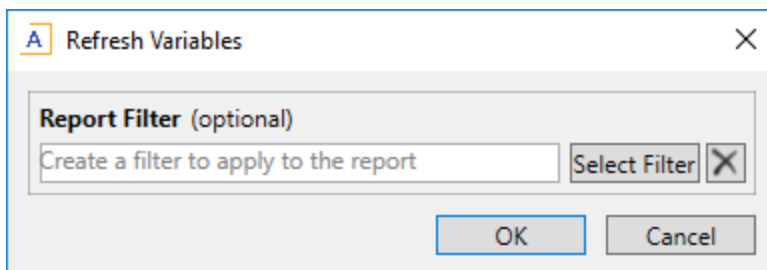 A Refresh Variables
Report Filter (optional)
Create a filter to apply to the report Select Filter
OK Cancel